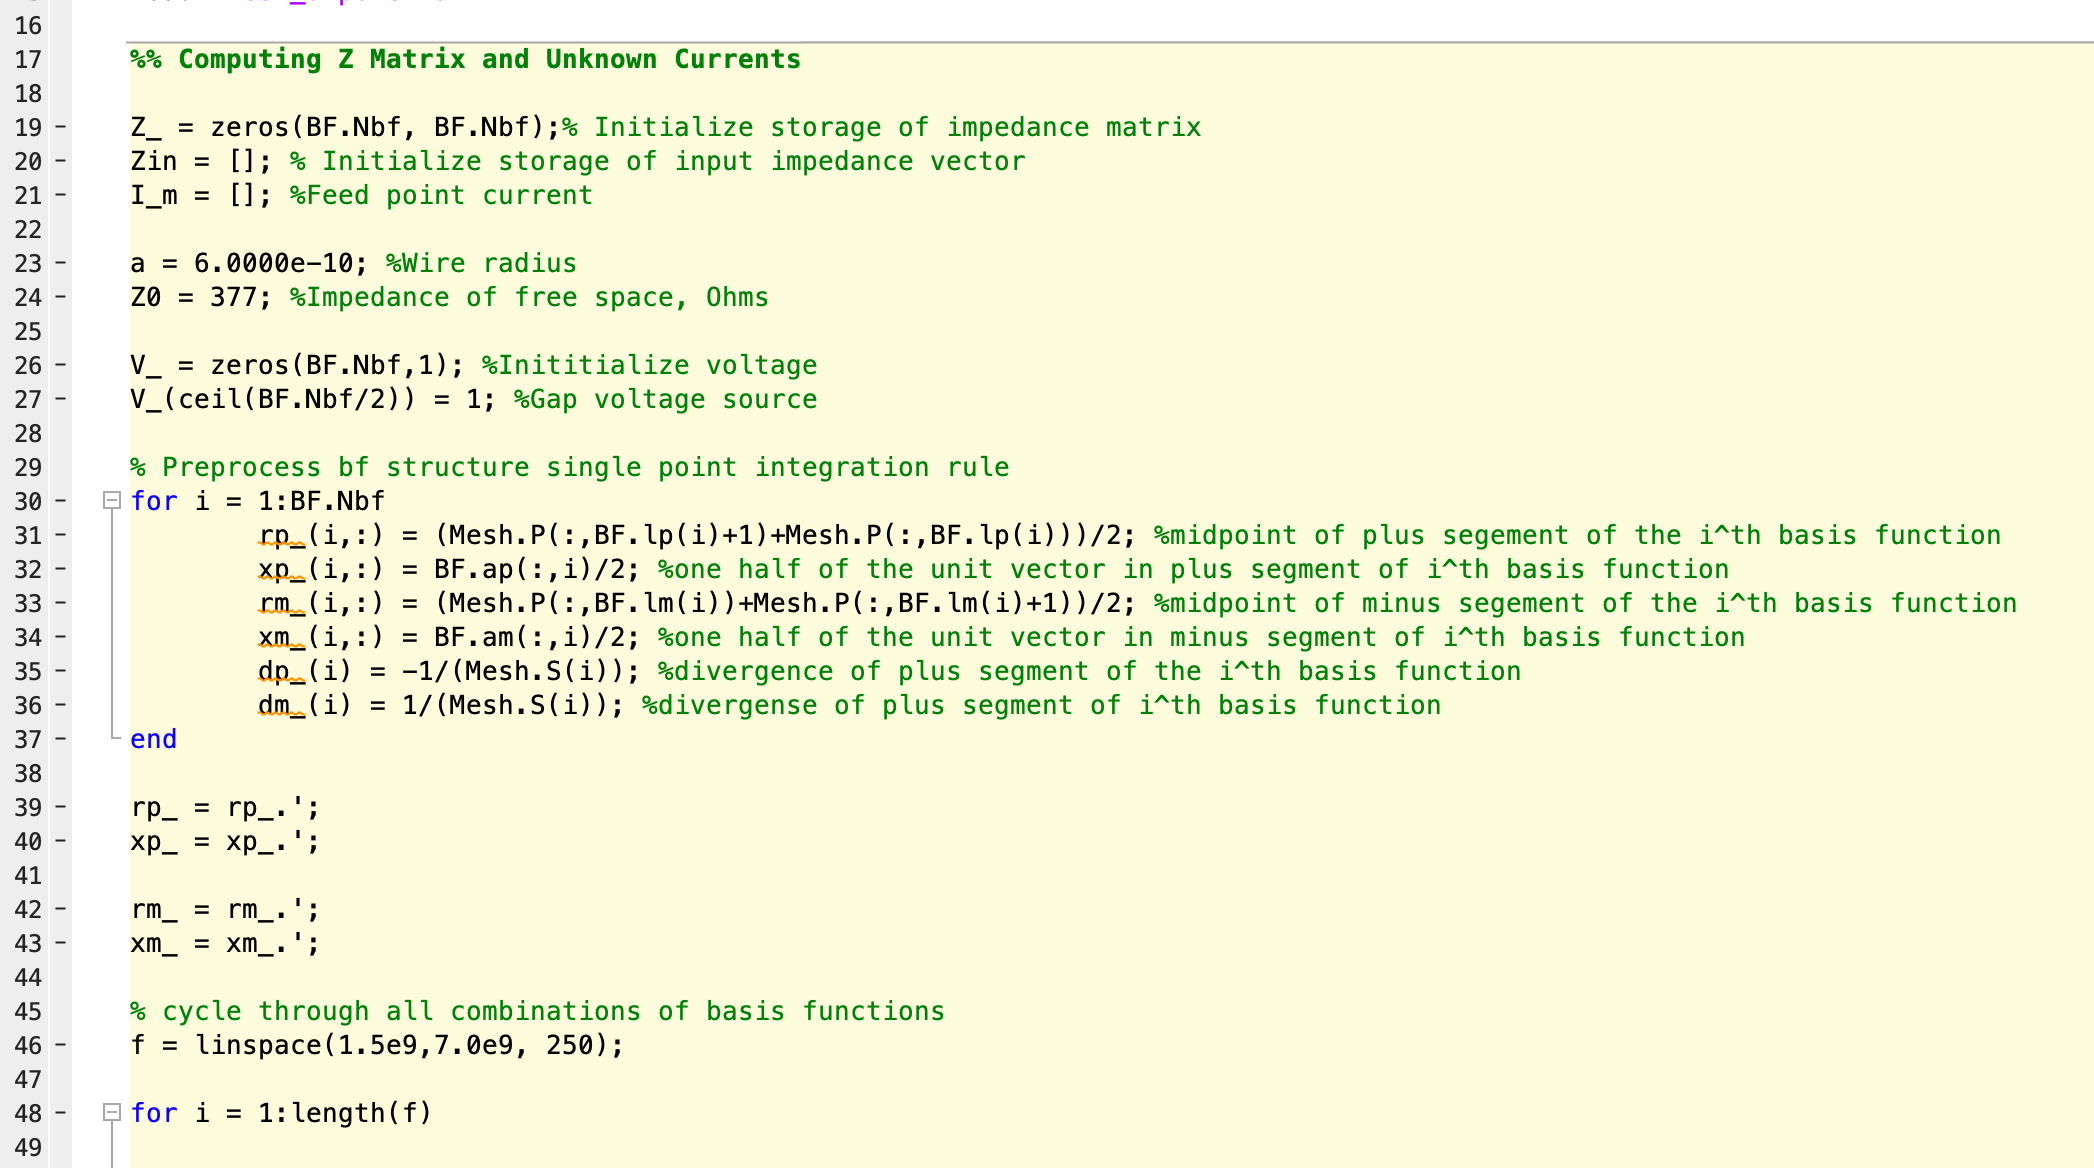 16
17 %% Computing Z Matrix and Unknown Currents
18
19 - Z_ = zeros(BF.Nbf, BF.Nbf);% Initialize storage of impedance matrix
20 - Zin = []; % Initialize storage of input impedance vector
21 - I_m = []; %Feed point current
22
23 - a = 6.0000e-10; %Wire radius
24 - Z0 = 377; %Impedance of free space, Ohms
25
26 - V_ = zeros(BF.Nbf,1); %Inititialize voltage
27 - V_(ceil(BF.Nbf/2)) = 1; %Gap voltage source
28
29 % Preprocess bf structure single point integration rule
30 - for i = 1:BF.Nbf
31 - rp_(i,:) = (Mesh.P(:,BF.lp(i)+1)+Mesh.P(:,BF.lp(i)))/2; %midpoint of plus segement of the i^th basis function
32 - xp_(i,:) = BF.ap(:,i)/2; %one half of the unit vector in plus segment of i^th basis function
33 - rm_(i,:) = (Mesh.P(:,BF.lm(i))+Mesh.P(:,BF.lm(i)+1))/2; %midpoint of minus segement of the i^th basis function
34 - xm_(i,:) = BF.am(:,i)/2; %one half of the unit vector in minus segment of i^th basis function
35 - dp_(i) = -1/(Mesh.S(i)); %divergence of plus segment of the i^th basis function
36 - dm_(i) = 1/(Mesh.S(i)); %divergense of plus segment of i^th basis function
37 - end
38
39 - rp_ = rp_.';
40 - xp_ = xp_.';
41
42 - rm_ = rm_.';
43 - xm_ = xm_.';
44
45 % cycle through all combinations of basis functions
46 - f = linspace(1.5e9,7.0e9, 250);
47
48 - for i = 1:length(f)
49